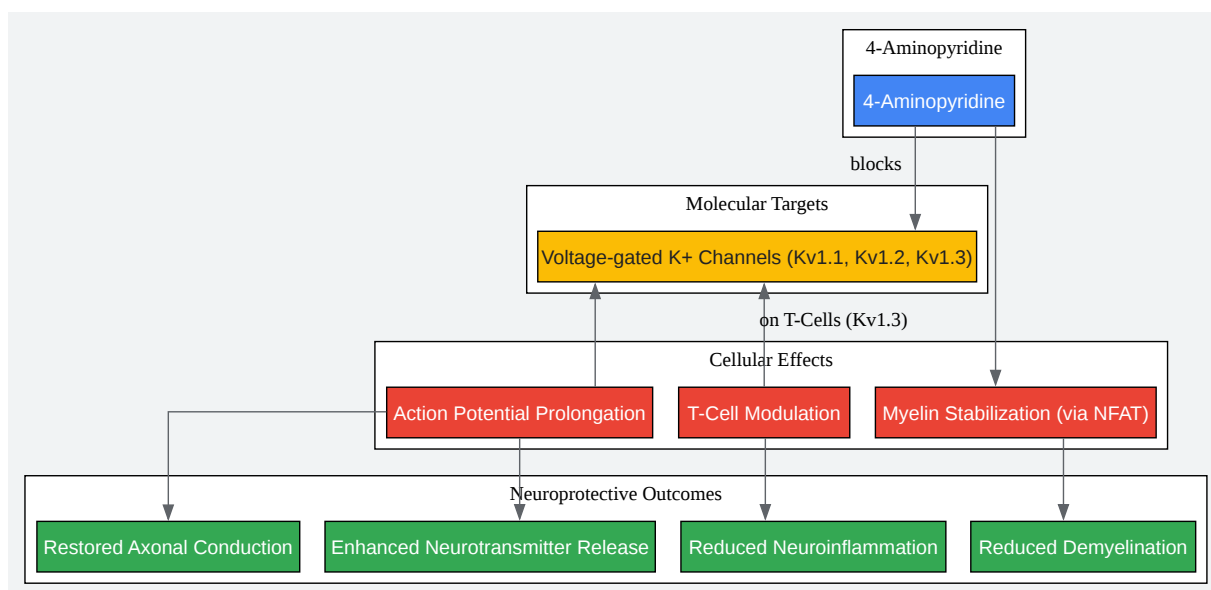 4-Aminopyridine
4-Aminopyridine
blocks
Molecular Targets
Voltage-gated K+ Channels (Kv1.1, Kv1.2, Kv1.3)
on T-Cells (Kv1.3)
Cellular Effects
Action Potential Prolongation
T-Cell Modulation
Myelin Stabilization (via NFAT)
Neuroprotective Outcomes
Restored Axonal Conduction
Enhanced Neurotransmitter Release
Reduced Neuroinflammation
Reduced Demyelination